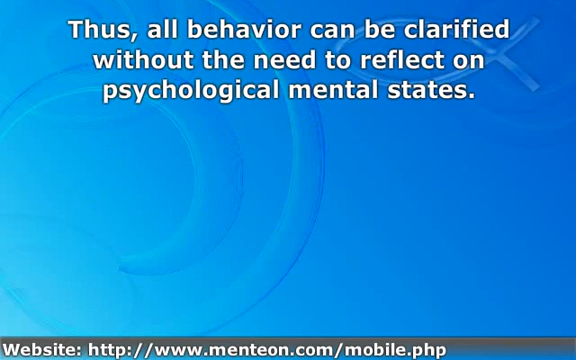 Thus, all behavior can be clarified
without the need to reflect on
psychological mental states.
Website: http://www.menteon.com/mobile.php